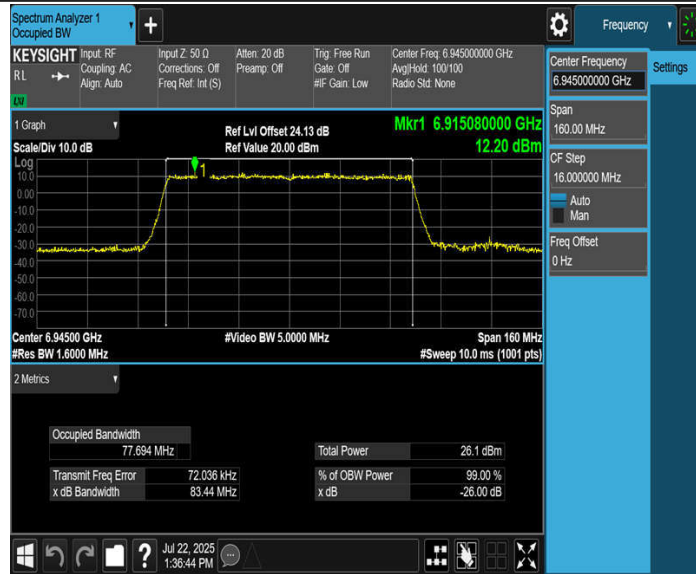 Spectrum Analyzer 1
Occupied BW
Frequency
KEYSIGHT
RL
LXI
Input: RF
Coupling: AC
Align: Auto
Input Z: 50 Ω
Corrections: Off
Freq Ref: Int (S)
Atten: 20 dB
Preamp: Off
Trig: Free Run
Gate: Off
#IF Gain: Low
Center Freq: 6.945000000 GHz
Avg|Hold: 100/100
Radio Std: None
Center Frequency
6.945000000 GHz
Settings
Span
160.00 MHz
CF Step
16.000000 MHz
Auto
Man
Freq Offset
0 Hz
1 Graph
Scale/Div 10.0 dB
Ref Lvl Offset 24.13 dB
Ref Value 20.00 dBm
Mkr1 6.915080000 GHz
12.20 dBm
Log
10.0
0.00
-10.0
-20.0
-30.0
-40.0
-50.0
-60.0
-70.0
1
Center 6.94500 GHz
#Res BW 1.6000 MHz
#Video BW 5.0000 MHz
Span 160 MHz
#Sweep 10.0 ms (1001 pts)
2 Metrics
Occupied Bandwidth
77.694 MHz
Total Power 26.1 dBm
Transmit Freq Error 72.036 kHz
% of OBW Power 99.00 %
x dB Bandwidth 83.44 MHz
x dB -26.00 dB
?
Jul 22, 2025
1:36:44 PM